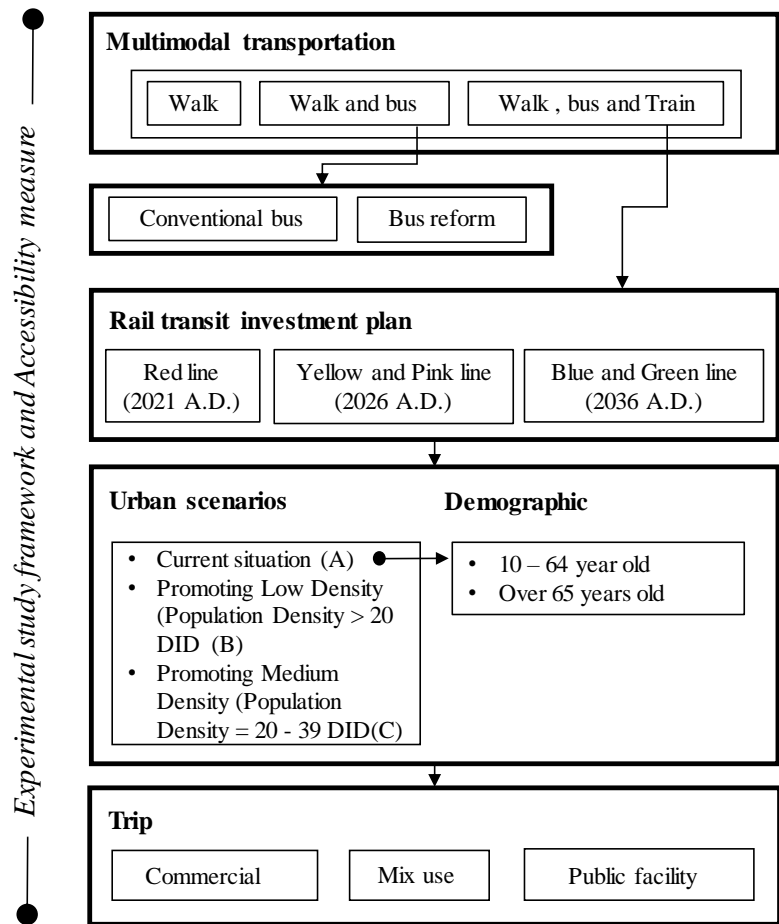 Experimental study framework and Accessibility measure
Multimodal transportation
Walk
Walk and bus
Walk , bus and Train
Conventional bus
Bus reform
Rail transit investment plan
Red line
(2021 A.D.)
Yellow and Pink line
(2026 A.D.)
Blue and Green line
(2036 A.D.)
Urban scenarios
• Current situation (A)
• Promoting Low Density
(Population Density > 20
DID (B)
• Promoting Medium
Density (Population
Density = 20 - 39 DID(C)
Demographic
• 10 – 64 year old
• Over 65 years old
Trip
Commercial
Mix use
Public facility